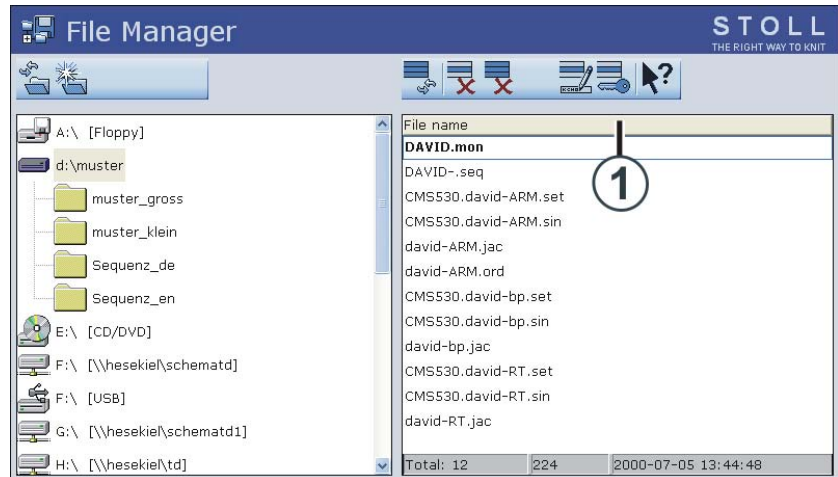 File Manager
STOLL
THE RIGHT WAY TO KNIT
A:\ [Floppy]
d:\muster
muster_gross
muster_klein
Sequenz_de
Sequenz_en
E:\ [CD/DVD]
F:\ [\\hesekiel\schematd]
F:\ [USB]
G:\ [\\hesekiel\schematd1]
H:\ [\\hesekiel\td]
File name
DAVID.mon
DAVID-.seq
CMS530.david-ARM.set
CMS530.david-ARM.sin
david-ARM.jac
david-ARM.ord
CMS530.david-bp.set
CMS530.david-bp.sin
david-bp.jac
CMS530.david-RT.set
CMS530.david-RT.sin
david-RT.jac
Total: 12 224 2000-07-05 13:44:48
1